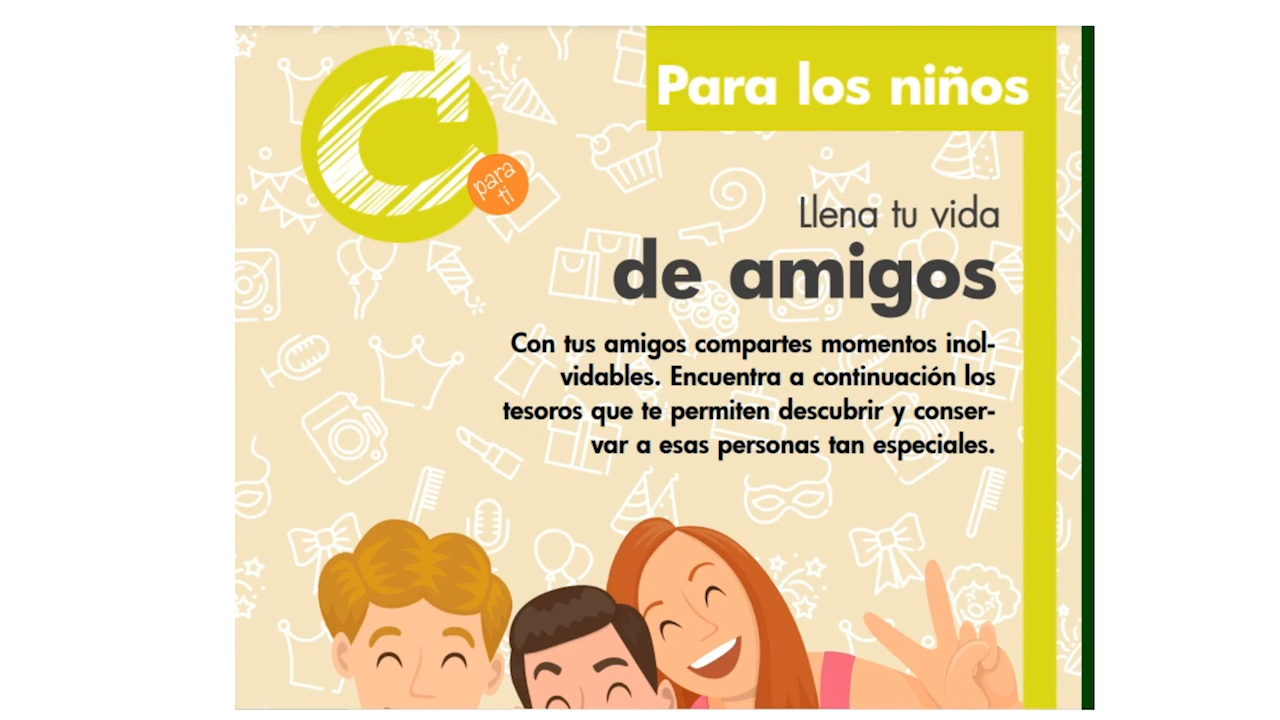 C
para
ti
Para los niños
Llena tu vida
de amigos
Con tus amigos compartes momentos inol-
vidables. Encuentra a continuación los
tesoros que te permiten descubrir y conser-
var a esas personas tan especiales.